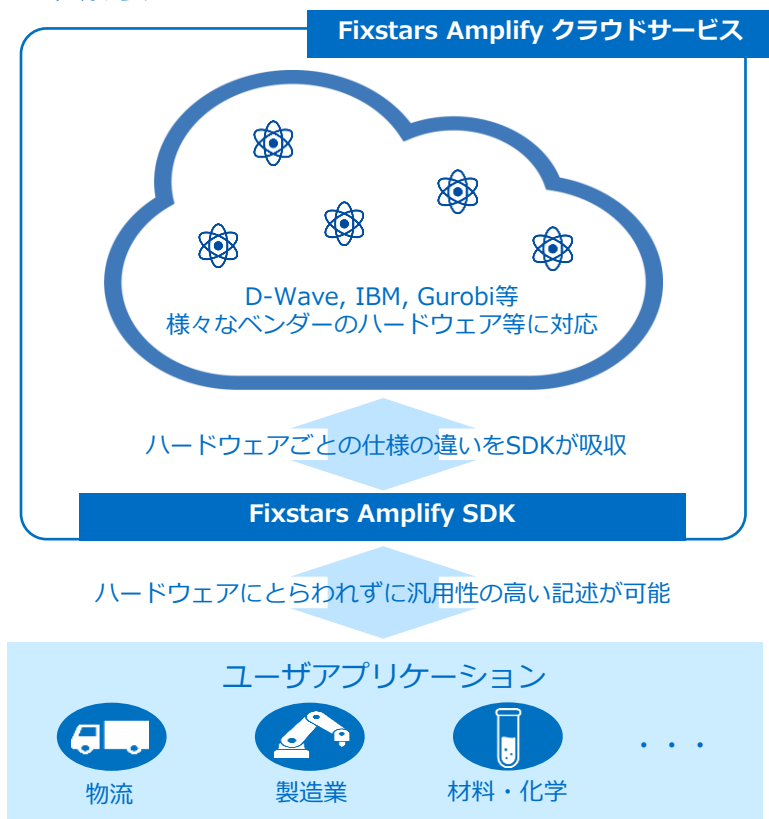 Fixstars Amplify クラウドサービス
D-Wave, IBM, Gurobi等
様々なベンダーのハードウェア等に対応
ハードウェアごとの仕様の違いをSDKが吸収
Fixstars Amplify SDK
ハードウェアにとらわれずに汎用性の高い記述が可能
ユーザアプリケーション
物流
製造業
材料・化学
・・・